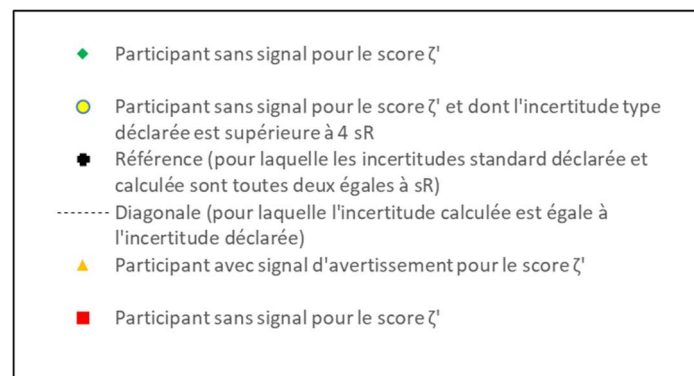 Participant sans signal pour le score ζ'
Participant sans signal pour le score ζ' et dont l'incertitude type
déclarée est supérieure à 4 sR
Référence (pour laquelle les incertitudes standard déclarée et
calculée sont toutes deux égales à sR)
Diagonale (pour laquelle l'incertitude calculée est égale à
l'incertitude déclarée)
Participant avec signal d'avertissement pour le score ζ'
Participant sans signal pour le score ζ'